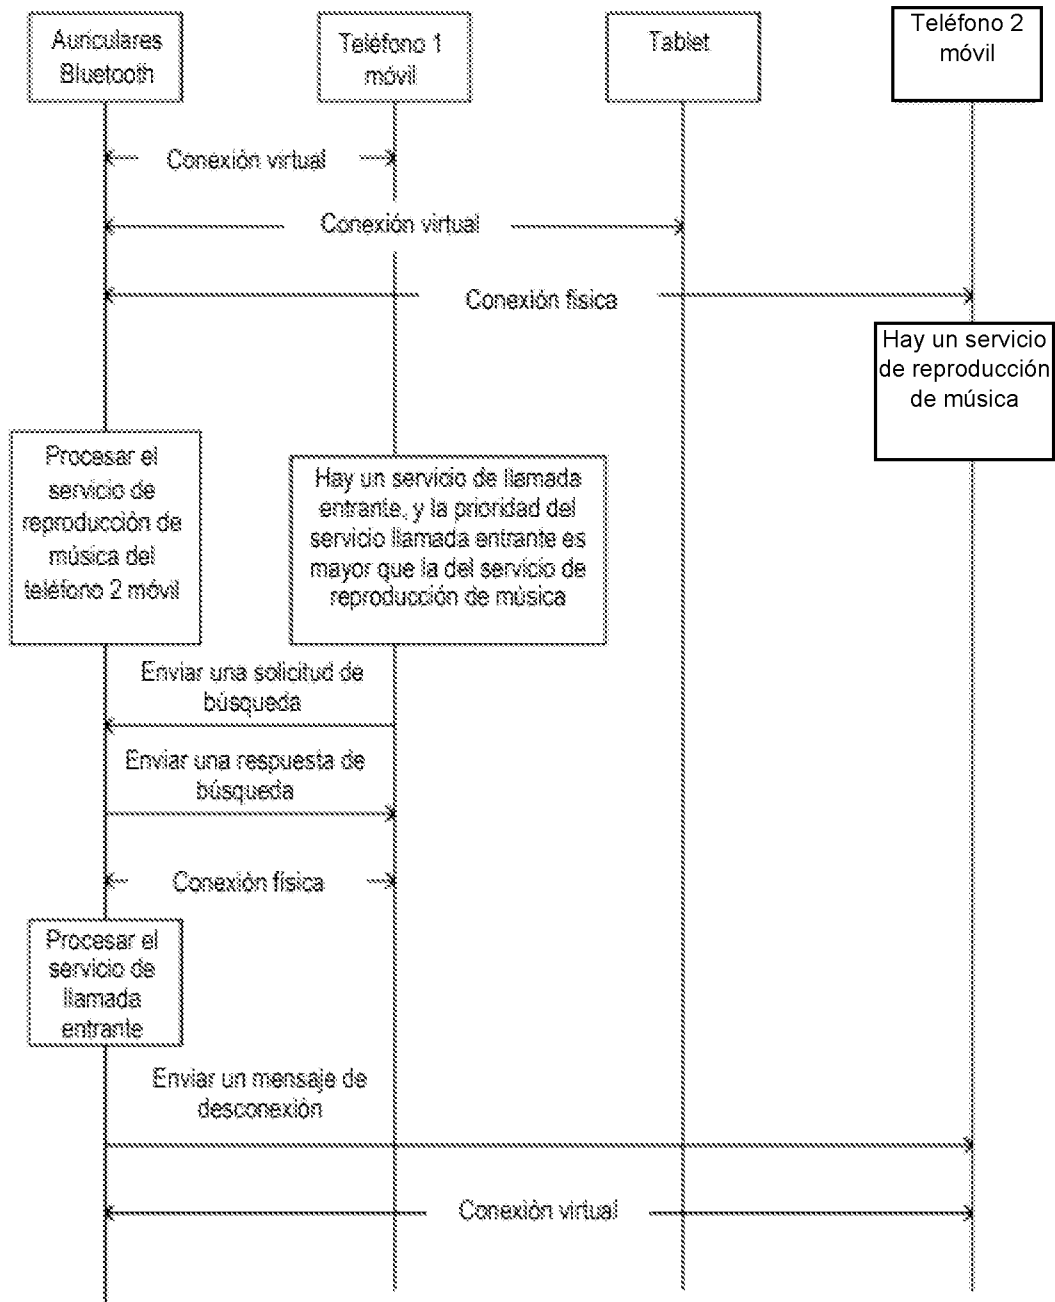 Auriculares
Bluetooth
Teléfono 1
móvil
Tablet
Teléfono 2
móvil
Conexión virtual
Conexión virtual
Conexión física
Hay un servicio
de reproducción
de música
Procesar el
servicio de
reproducción de
música del
teléfono 2 móvil
Hay un servicio de llamada
entrante, y la prioridad del
servicio llamada entrante es
mayor que la del servicio de
reproducción de música
Enviar una solicitud de
búsqueda
Enviar una respuesta de
búsqueda
Conexión física
Procesar el
servicio de
llamada
entrante
Enviar un mensaje de
desconexión
Conexión virtual